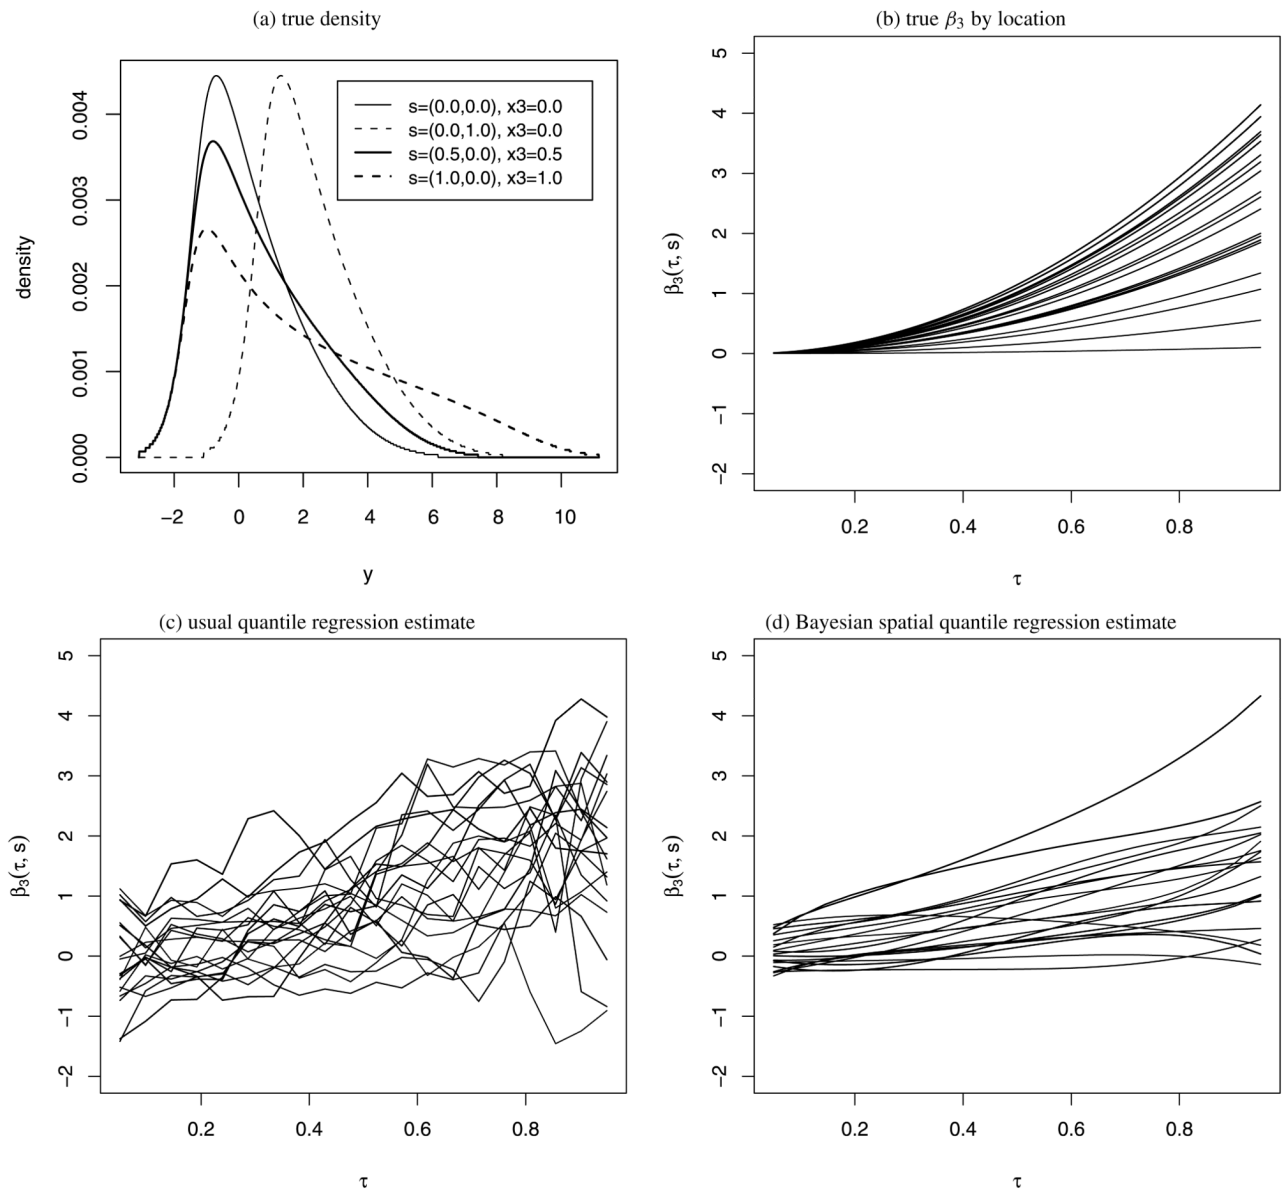 (a) true density
density
0.004
0.003
0.002
0.001
0.000
s=(0.0,0.0), x3=0.0
s=(0.0,1.0), x3=0.0
s=(0.5,0.0), x3=0.5
s=(1.0,0.0), x3=1.0
−2 0 2 4 6 8 10
y
(b) true β₃ by location
β₃(τ, s)
5
4
3
2
1
0
−1
−2
0.2 0.4 0.6 0.8
τ
(c) usual quantile regression estimate
β₃(τ, s)
5
4
3
2
1
0
−1
−2
0.2 0.4 0.6 0.8
τ
(d) Bayesian spatial quantile regression estimate
β₃(τ, s)
5
4
3
2
1
0
−1
−2
0.2 0.4 0.6 0.8
τ